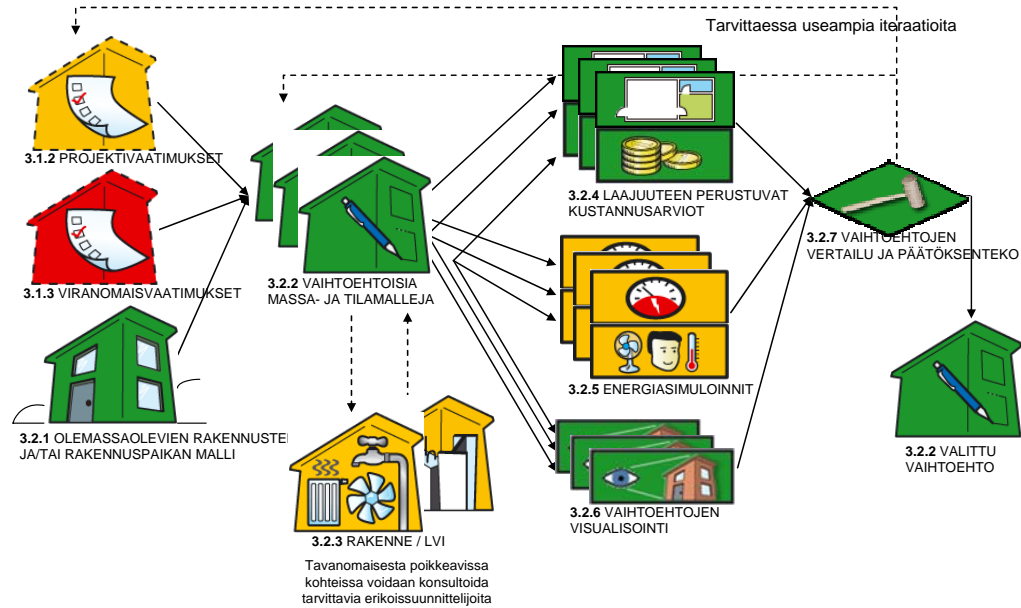 Tarvittaessa useampia iteraatioita
3.1.2 PROJEKTIVAATIMUKSET
3.1.3 VIRANOMAISVAATIMUKSET
3.2.1 OLEMASSAOLEVIEN RAKENNUSTE
JA/TAI RAKENNUSPAIKAN MALLI
3.2.2 VAIHTOEHTOISIA
MASSA- JA TILAMALLEJA
3.2.3 RAKENNE / LVI
Tavanomaisesta poikkeavissa
kohteissa voidaan konsultoida
tarvittavia erikoissuunnittelijoita
3.2.4 LAAJUUTEEN PERUSTUVAT
KUSTANNUSARVIOT
3.2.5 ENERGIASIMULOINNIT
3.2.6 VAIHTOEHTOJEN
VISUALISOINTI
3.2.7 VAIHTOEHTOJEN
VERTAILU JA PÄÄTÖKSENTEKO
3.2.2 VALITTU
VAIHTOEHTO